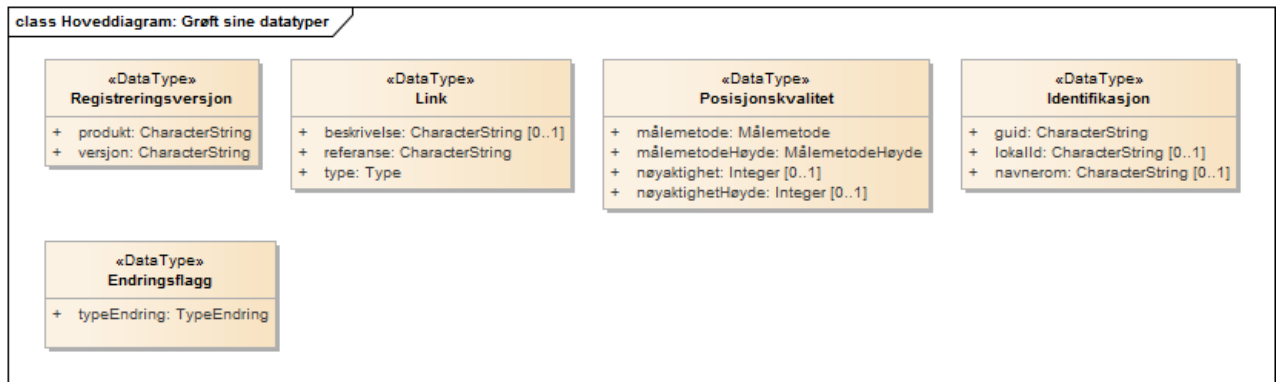 class Hoveddiagram: Grøft sine datatyper
«DataType»
Registreringsversjon
+ produkt: CharacterString
+ versjon: CharacterString
«DataType»
Link
+ beskrivelse: CharacterString [0..1]
+ referanse: CharacterString
+ type: Type
«DataType»
Posisjonskvalitet
+ målemetode: Målemetode
+ målemetodeHøyde: MålemetodeHøyde
+ nøyaktighet: Integer [0..1]
+ nøyaktighetHøyde: Integer [0..1]
«DataType»
Identifikasjon
+ guid: CharacterString
+ lokalId: CharacterString [0..1]
+ navnerom: CharacterString [0..1]
«DataType»
Endringsflagg
+ typeEndring: TypeEndring